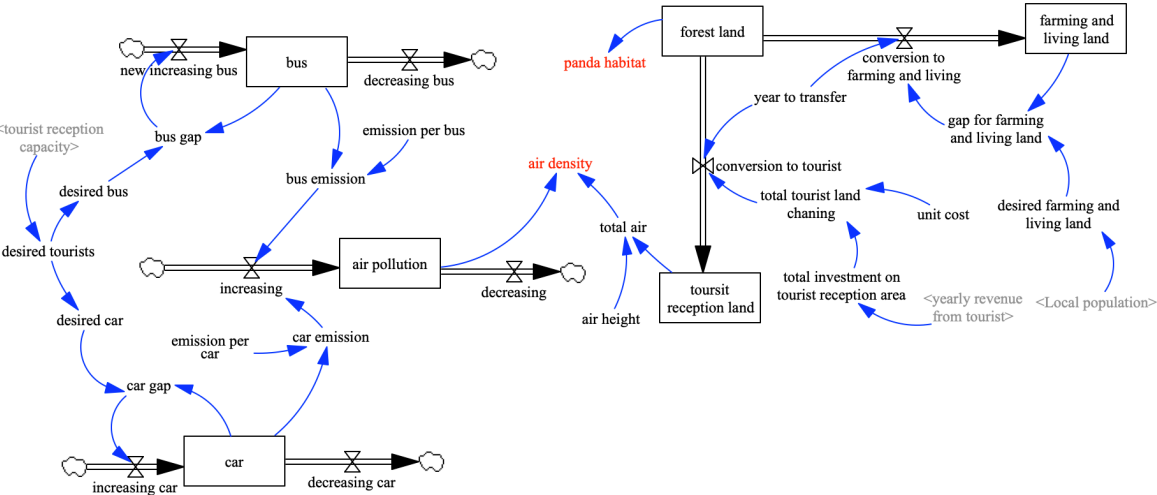 new increasing bus
bus
decreasing bus
<tourist reception
capacity>
bus gap
emission per bus
desired bus
bus emission
desired tourists
increasing
air pollution
decreasing
desired car
emission per
car
car emission
car gap
increasing car
car
decreasing car
forest land
farming and
living land
panda habitat
conversion to
farming and living
year to transfer
gap for farming
and living land
air density
conversion to tourist
total tourist land
chaning
unit cost
desired farming and
living land
total air
total investment on
tourist reception area
toursit
reception land
air height
<yearly revenue
from tourist>
<Local population>